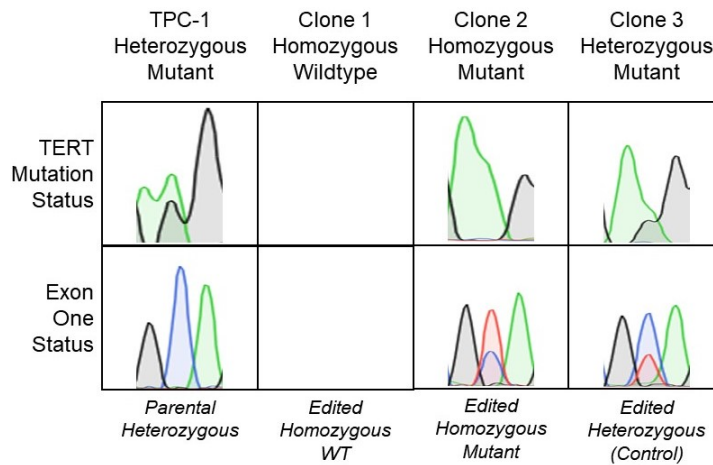 TPC-1
Heterozygous
Mutant
Clone 1
Homozygous
Wildtype
Clone 2
Homozygous
Mutant
Clone 3
Heterozygous
Mutant
TERT
Mutation
Status
Exon
One
Status
Parental
Heterozygous
Edited
Homozygous
WT
Edited
Homozygous
Mutant
Edited
Heterozygous
(Control)